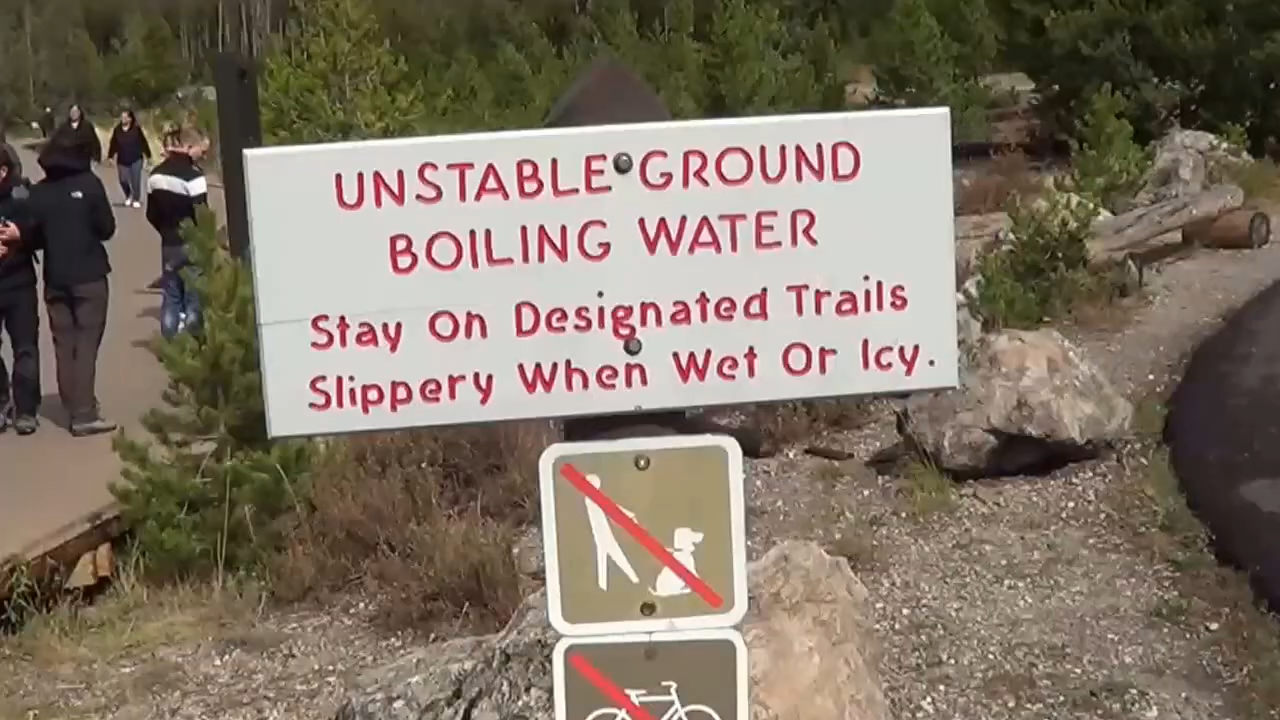 UNSTABLE GROUND
BOILING WATER
Stay On Designated Trails
Slippery When Wet Or Icy.